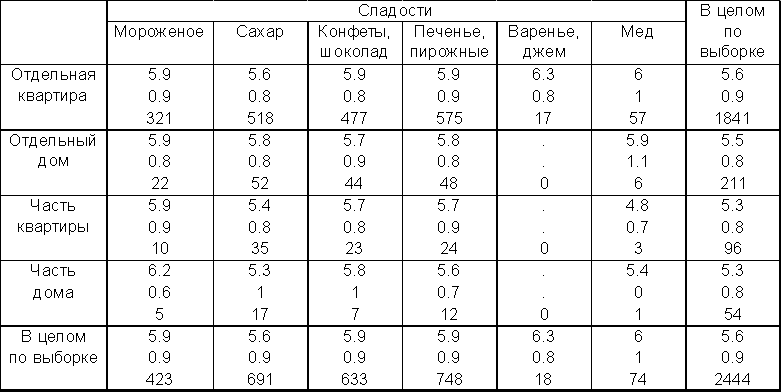 Сладости
В целом по выборке
Мороженое Сахар Конфеты, шоколад Печенье, пирожные Варенье, джем Мед
Отдельная квартира
5.9 5.6 5.9 5.9 6.3 6 5.6
0.9 0.8 0.8 0.9 0.8 1 0.9
321 518 477 575 17 57 1841
Отдельный дом
5.9 5.8 5.7 5.8 . 5.9 5.5
0.8 0.8 0.9 0.8 . 1.1 0.8
22 52 44 48 0 6 211
Часть квартиры
5.9 5.4 5.7 5.7 . 4.8 5.3
0.9 0.8 0.8 0.9 . 0.7 0.8
10 35 23 24 0 3 96
Часть дома
6.2 5.3 5.8 5.6 . 5.4 5.3
0.6 1 1 0.7 . 0 0.8
5 17 7 12 0 1 54
В целом по выборке
5.9 5.6 5.9 5.9 6.3 6 5.6
0.9 0.9 0.9 0.9 0.8 1 0.9
423 691 633 748 18 74 2444